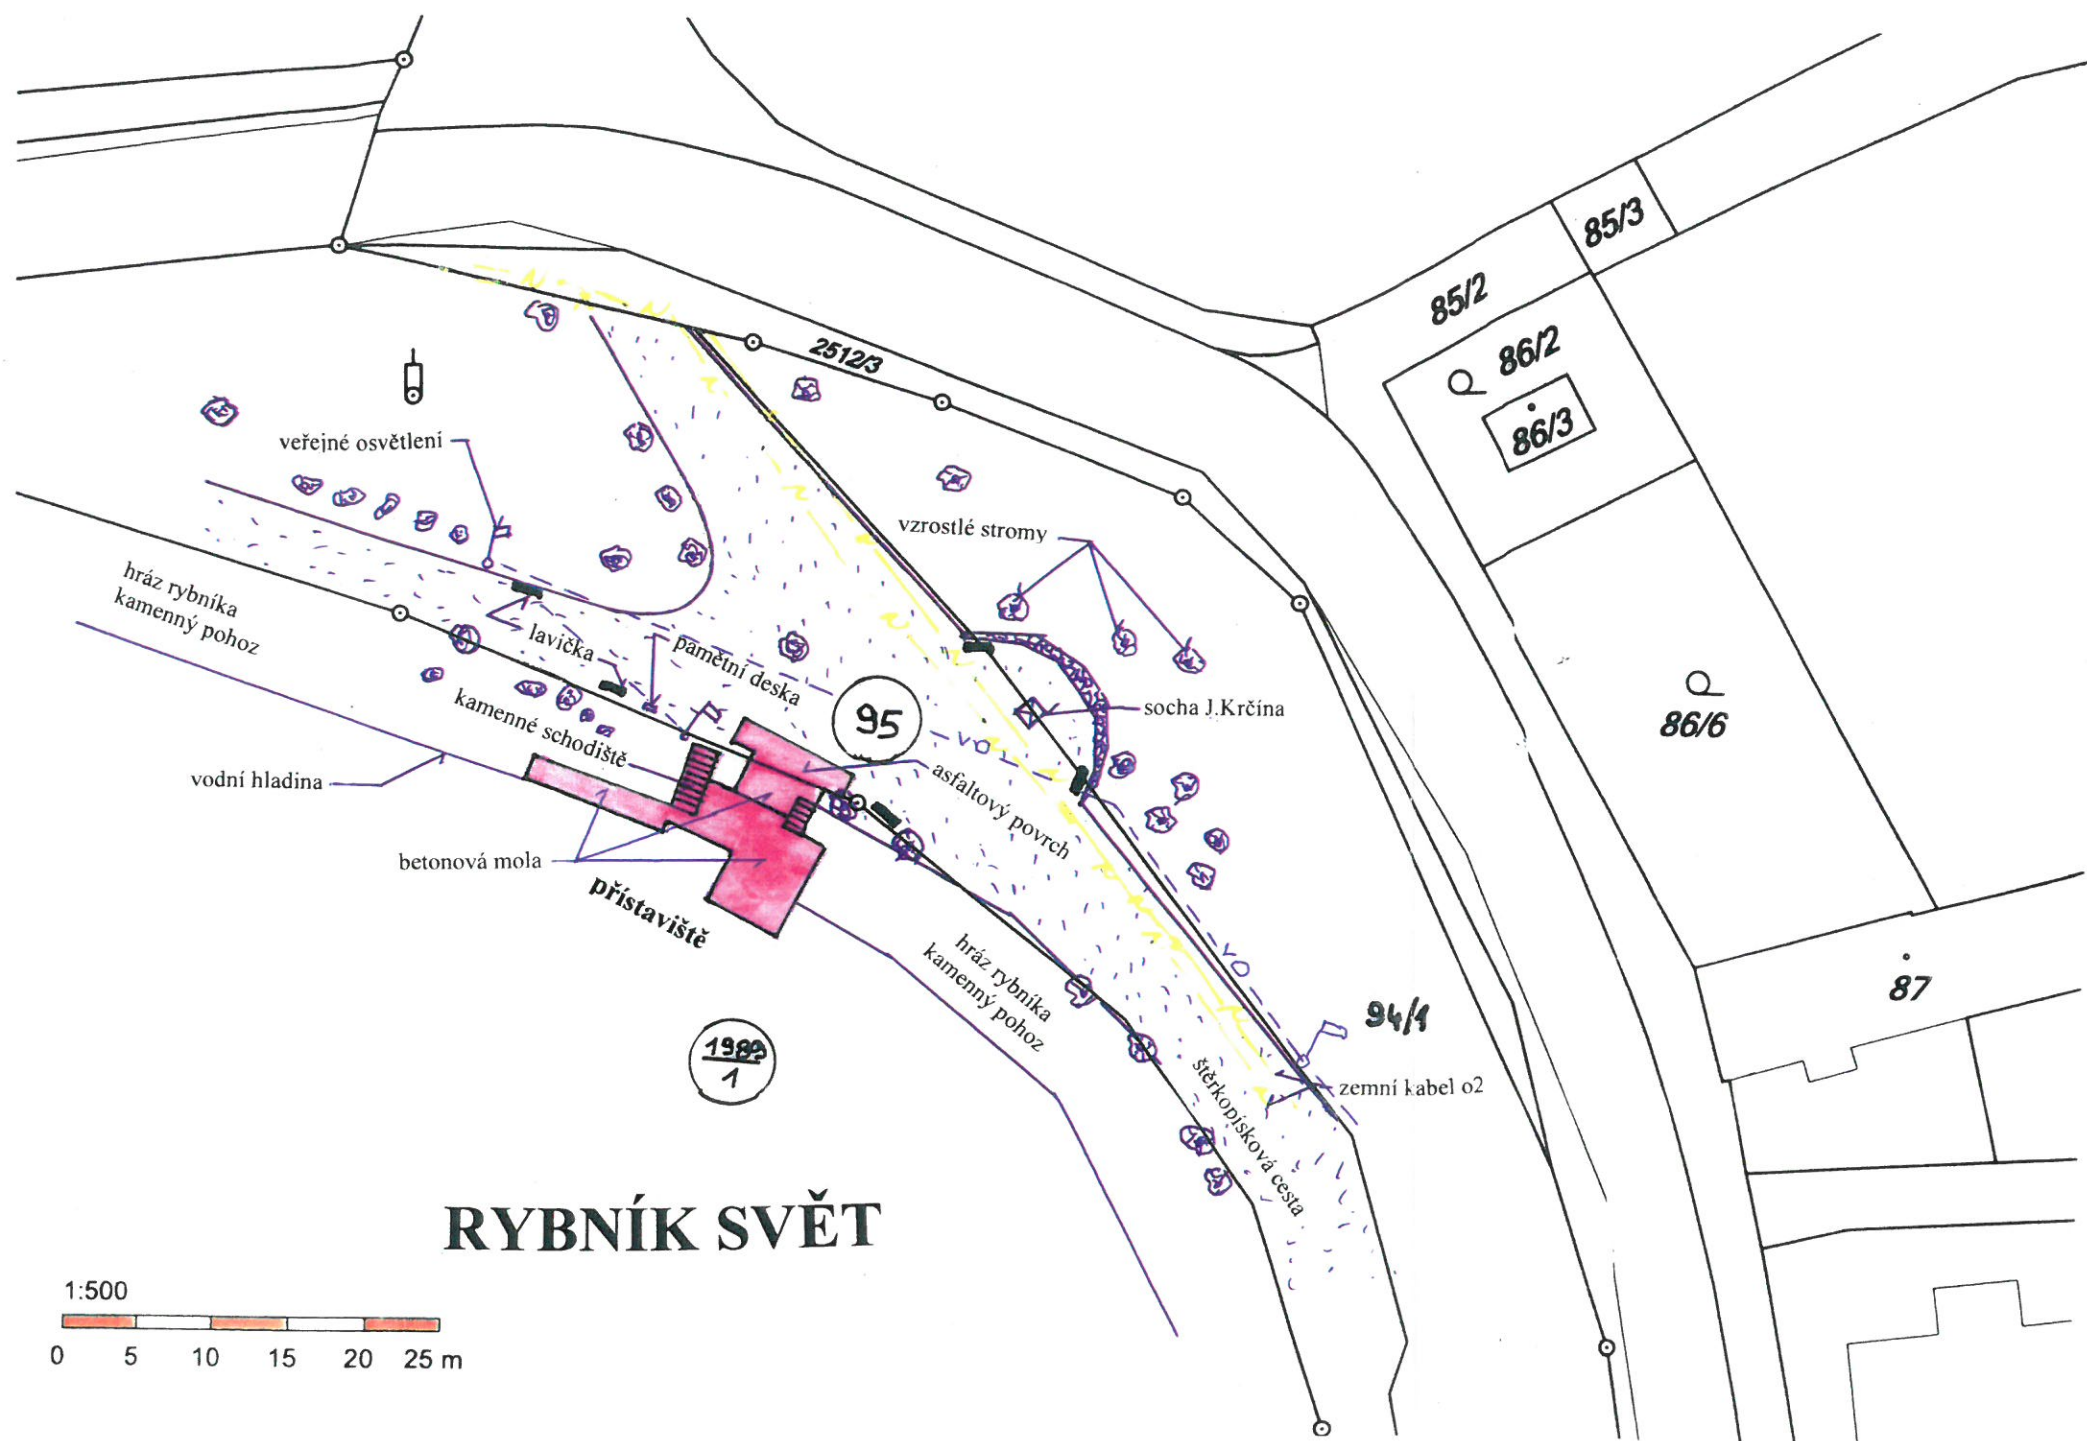 85/3
85/2
86/2
2512/3
86/3
veřejné osvětlení
vzrostlé stromy
hráz rybníka
kamenný pohoz
lavička
pamětní deska
95
socha J.Krčína
86/6
kamenné schodiště
vo
vodní hladina
asfaltový povrch
betonová mola
přístaviště
hráz rybníka
kamenný pohoz
vo
87
94/1
1989
1
zemní kabel o2
štěrkopísková cesta
RYBNÍK SVĚT
1:500
0 5 10 15 20 25 m